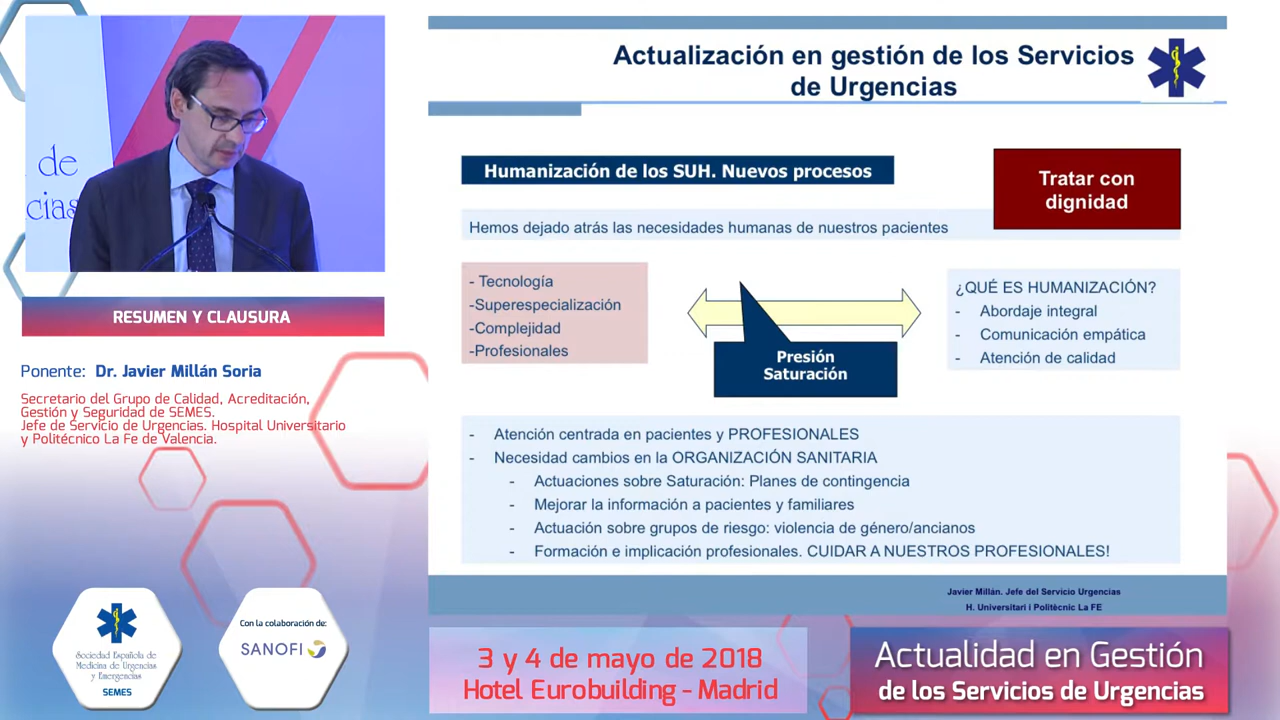 de
cias
RESUMEN Y CLAUSURA
Ponente: Dr. Javier Millán Soria
Secretario del Grupo de Calidad, Acreditación,
Gestión y Seguridad de SEMES.
Jefe de Servicio de Urgencias. Hospital Universitario
y Politécnico La Fe de Valencia.
Sociedad Española de
Medicina de Urgencias
y Emergencias
SEMES
Con la colaboración de:
SANOFI
Actualización en gestión de los Servicios
de Urgencias
Humanización de los SUH. Nuevos procesos
Tratar con
dignidad
Hemos dejado atrás las necesidades humanas de nuestros pacientes
- Tecnología
-Superespecialización
-Complejidad
-Profesionales
Presión
Saturación
¿QUÉ ES HUMANIZACIÓN?
- Abordaje integral
- Comunicación empática
- Atención de calidad
- Atención centrada en pacientes y PROFESIONALES
- Necesidad cambios en la ORGANIZACIÓN SANITARIA
- Actuaciones sobre Saturación: Planes de contingencia
- Mejorar la información a pacientes y familiares
- Actuación sobre grupos de riesgo: violencia de género/ancianos
- Formación e implicación profesionales. CUIDAR A NUESTROS PROFESIONALES!
Javier Millán. Jefe del Servicio Urgencias
H. Universitari i Politècnic La FE
3 y 4 de mayo de 2018
Hotel Eurobuilding - Madrid
Actualidad en Gestión
de los Servicios de Urgencias